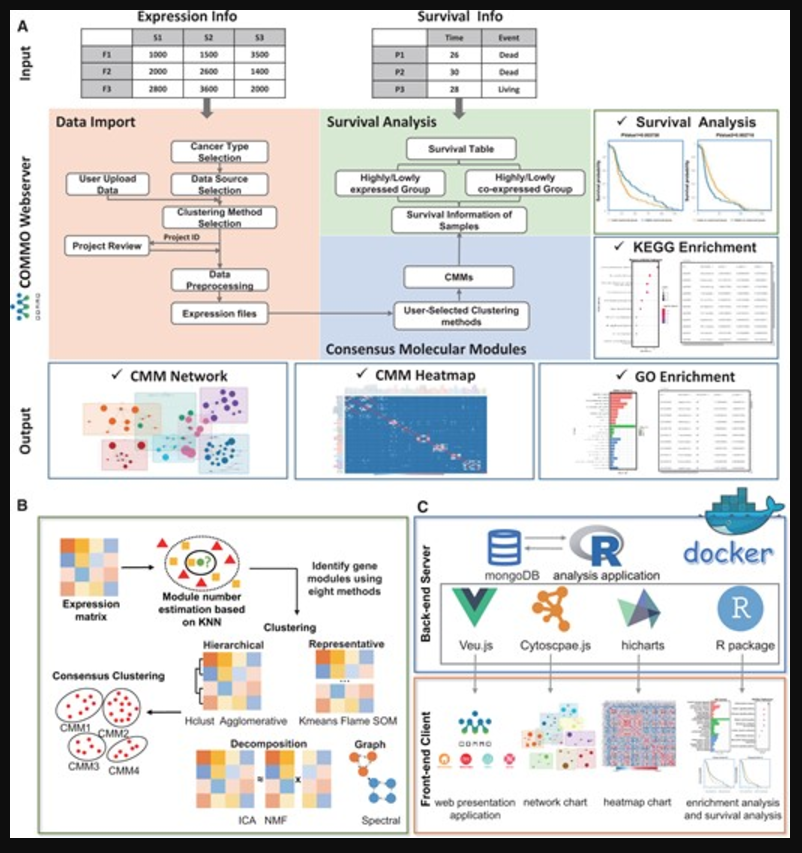 A
Expression Info
S1 S2 S3
F1 1000 1500 3500
F2 2000 2600 1400
F3 2800 3600 2000
Survival Info
Time Event
P1 26 Dead
P2 30 Dead
P3 28 Living
Input
COMMO Webserver
Output
Data Import
Cancer Type
Selection
User Upload
Data
Data Source
Selection
Clustering Method
Selection
Project ID
Project Review
Data
Preprocessing
Expression files
Survival Analysis
Survival Table
Highly/Lowly
expressed Group
Highly/Lowly
co-expressed Group
Survival Information of
Samples
CMMs
User-Selected Clustering
methods
Consensus Molecular Modules
✓ Survival Analysis
Survival probability
Survival probability
✓ KEGG Enrichment
✓ CMM Network
✓ CMM Heatmap
✓ GO Enrichment
B
Expression
matrix
?
Module number
estimation based
on KNN
Identify gene
modules using
eight methods
Clustering
Hierarchical
Representative
...
Hclust Agglomerative
Kmeans Flame SOM
Consensus Clustering
CMM1
CMM2
CMM3
CMM4
Decomposition
≈ x
ICA NMF
Graph
Spectral
C
docker
Back-end Server
mongoDB
R
analysis application
Veu.js
Cytoscpae.js
hicharts
R
R package
Front-end Client
COMMO
web presentation
application
network chart
heatmap chart
enrichment analysis
and survival analysis